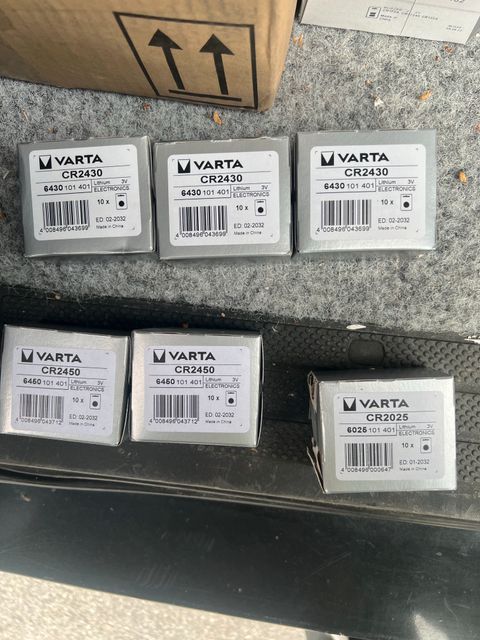 VARTA
CR2430
6430 101 401
Lithium 3V
ELECTRONICS
10 x
4 008496 043699
ED: 02-2032
Made in China
VARTA
CR2430
6430 101 401
Lithium 3V
ELECTRONICS
10 x
4 008496 043699
ED: 02-2032
Made in China
VARTA
CR2430
6430 101 401
Lithium 3V
ELECTRONICS
10 x
4 008496 043699
ED: 02-2032
Made in China
VARTA
CR2450
6450 101 401
Lithium 3V
ELECTRONICS
10 x
4 008496 043712
ED: 02-2032
Made in China
VARTA
CR2450
6450 101 401
Lithium 3V
ELECTRONICS
10 x
4 008496 043712
ED: 02-2032
Made in China
VARTA
CR2025
6025 101 401
Lithium 3V
ELECTRONICS
10 x
4 008496 000647
ED: 01-2032
Made in China